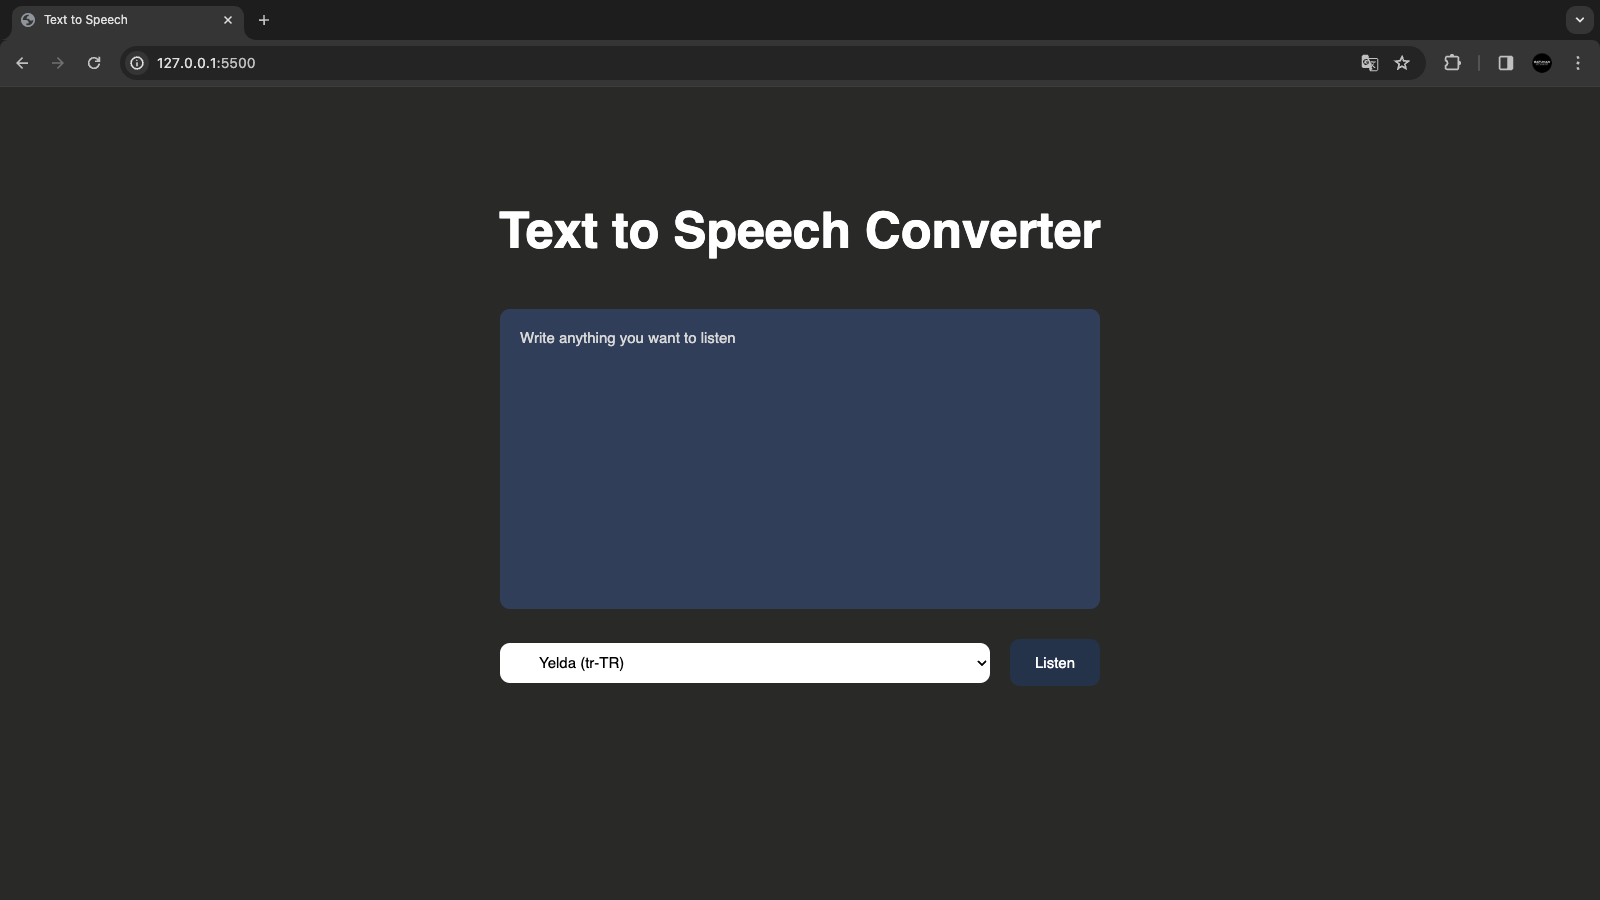 Text to Speech
127.0.0.1:5500
Text to Speech Converter
Write anything you want to listen
Yelda (tr-TR)
Listen